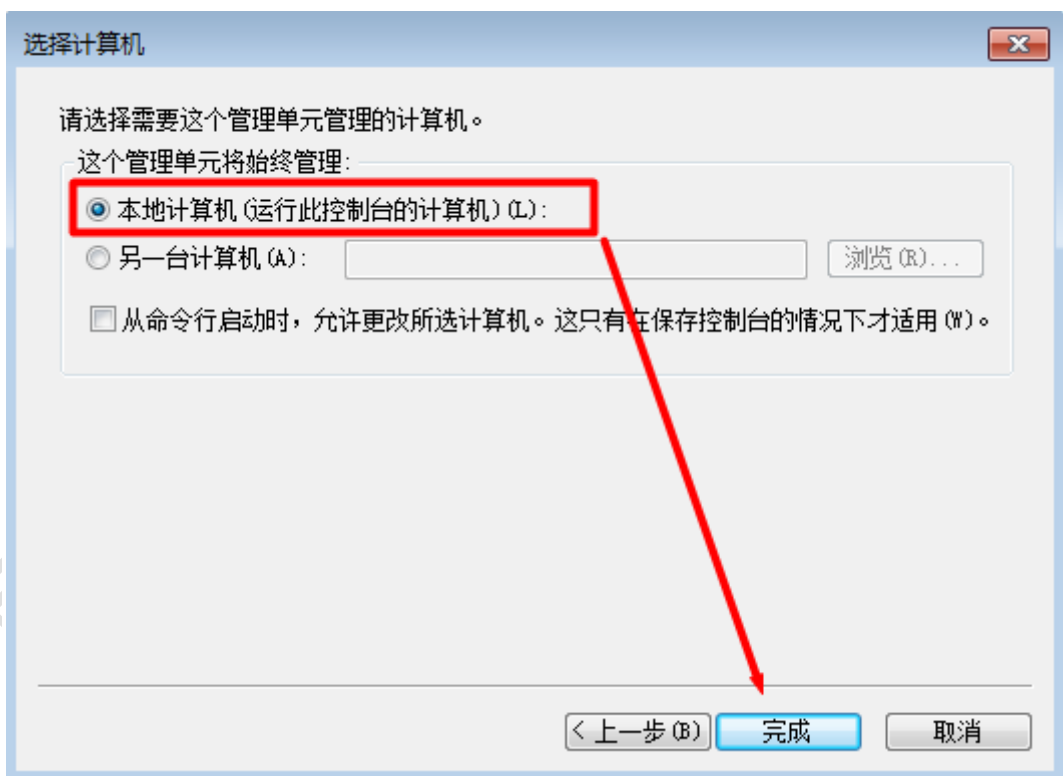 选择计算机
请选择需要这个管理单元管理的计算机。
这个管理单元将始终管理:
本地计算机(运行此控制台的计算机)(L):
另一台计算机(A):
浏览(R)...
从命令行启动时，允许更改所选计算机。这只有在保存控制台的情况下才适用(W)。
< 上一步(B)
完成
取消